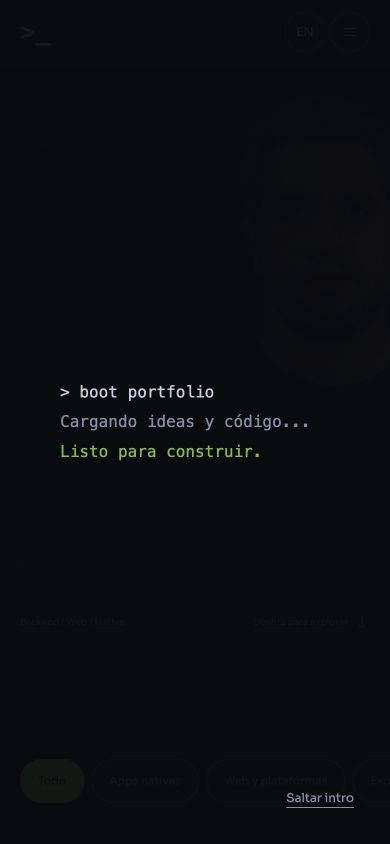 >_
EN
> boot portfolio
Cargando ideas y código...
Listo para construir.
Backend / Web / Native
Desliza para explorar ↓
Todo
Apps nativas
Web y plataformas
Saltar intro